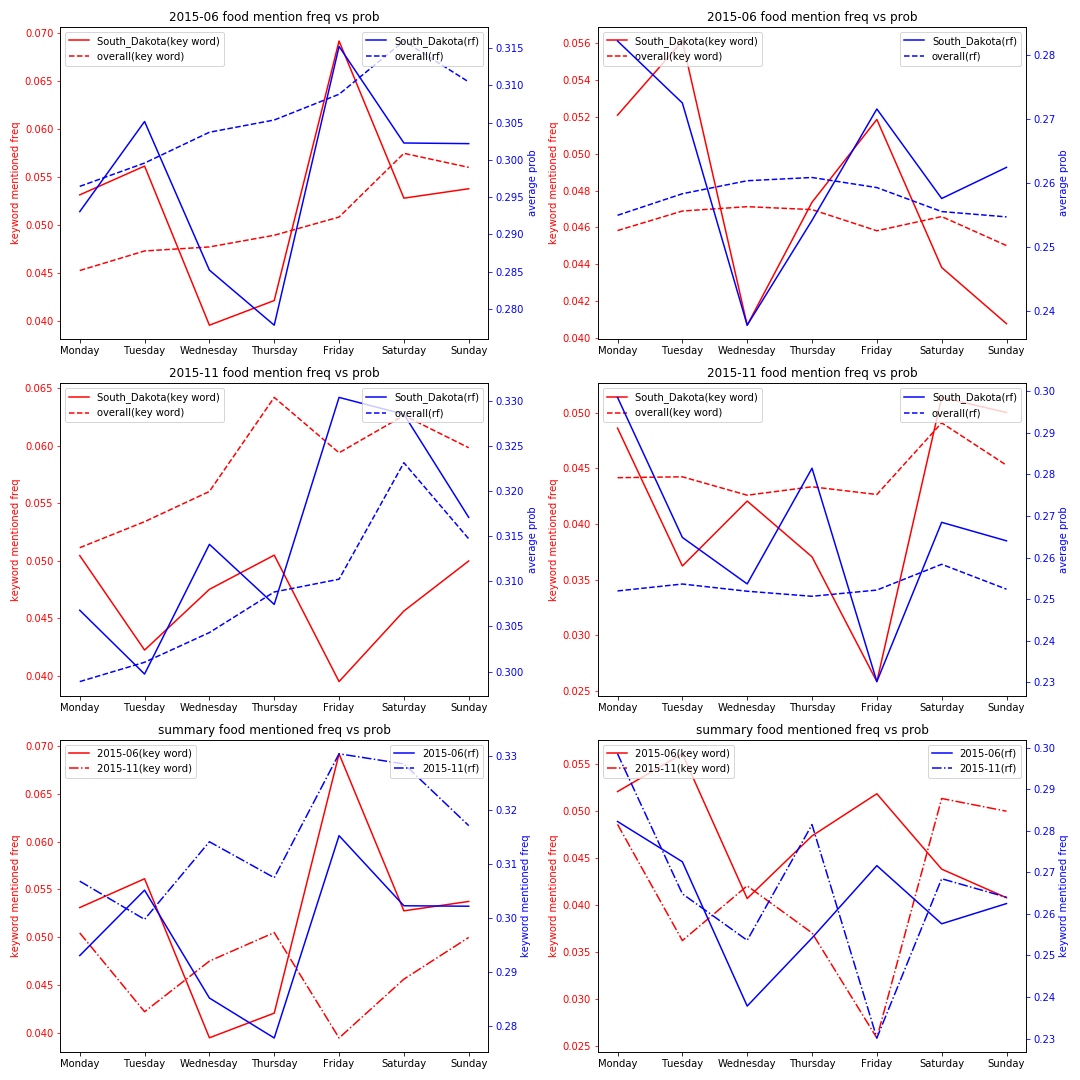 2015-06 food mention freq vs prob
South_Dakota(key word)
overall(key word)
South_Dakota(rf)
overall(rf)
keyword mentioned freq
0.070
0.065
0.060
0.055
0.050
0.045
0.040
0.315
0.310
0.305
0.300
0.295
0.290
0.285
0.280
average prob
Monday Tuesday Wednesday Thursday Friday Saturday Sunday
2015-06 food mention freq vs prob
South_Dakota(key word)
overall(key word)
South_Dakota(rf)
overall(rf)
keyword mentioned freq
0.056
0.054
0.052
0.050
0.048
0.046
0.044
0.042
0.040
0.28
0.27
0.26
0.25
0.24
average prob
Monday Tuesday Wednesday Thursday Friday Saturday Sunday
2015-11 food mention freq vs prob
South_Dakota(key word)
overall(key word)
South_Dakota(rf)
overall(rf)
keyword mentioned freq
0.065
0.060
0.055
0.050
0.045
0.040
0.330
0.325
0.320
0.315
0.310
0.305
0.300
average prob
Monday Tuesday Wednesday Thursday Friday Saturday Sunday
2015-11 food mention freq vs prob
South_Dakota(key word)
overall(key word)
South_Dakota(rf)
overall(rf)
keyword mentioned freq
0.050
0.045
0.040
0.035
0.030
0.025
0.30
0.29
0.28
0.27
0.26
0.25
0.24
0.23
average prob
Monday Tuesday Wednesday Thursday Friday Saturday Sunday
summary food mentioned freq vs prob
2015-06(key word)
2015-11(key word)
2015-06(rf)
2015-11(rf)
keyword mentioned freq
0.070
0.065
0.060
0.055
0.050
0.045
0.040
0.33
0.32
0.31
0.30
0.29
0.28
keyword mentioned freq
Monday Tuesday Wednesday Thursday Friday Saturday Sunday
summary food mentioned freq vs prob
2015-06(key word)
2015-11(key word)
2015-06(rf)
2015-11(rf)
keyword mentioned freq
0.055
0.050
0.045
0.040
0.035
0.030
0.025
0.30
0.29
0.28
0.27
0.26
0.25
0.24
0.23
keyword mentioned freq
Monday Tuesday Wednesday Thursday Friday Saturday Sunday